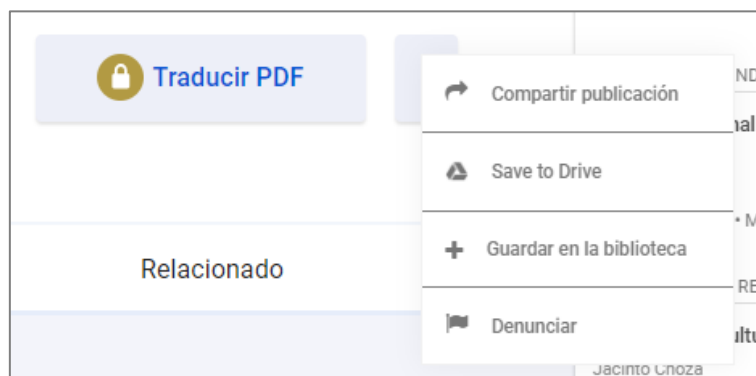 Traducir PDF
Compartir publicación
Save to Drive
Guardar en la biblioteca
Relacionado
Denunciar
Jacinto Choza